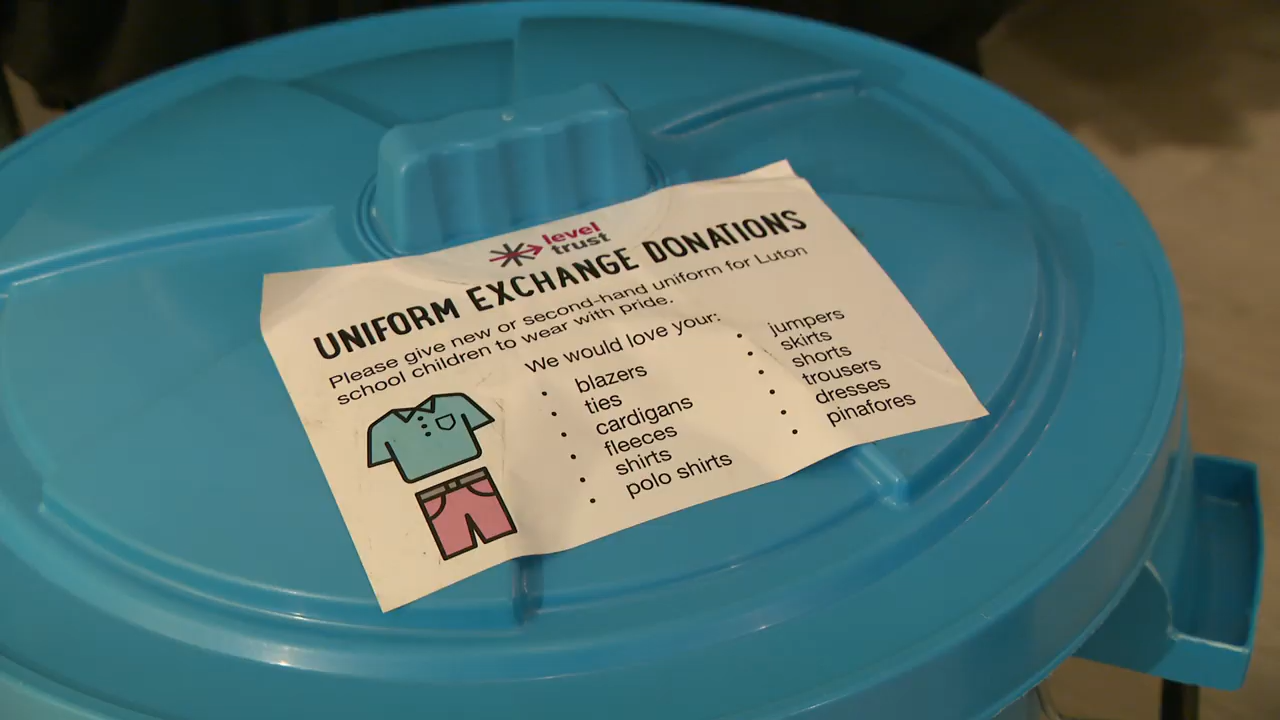 level
trust
UNIFORM EXCHANGE DONATIONS
Please give new or second-hand uniform for Luton
school children to wear with pride.
We would love your:
• blazers
• ties
• cardigans
• fleeces
• shirts
• polo shirts
• jumpers
• skirts
• shorts
• trousers
• dresses
• pinafores